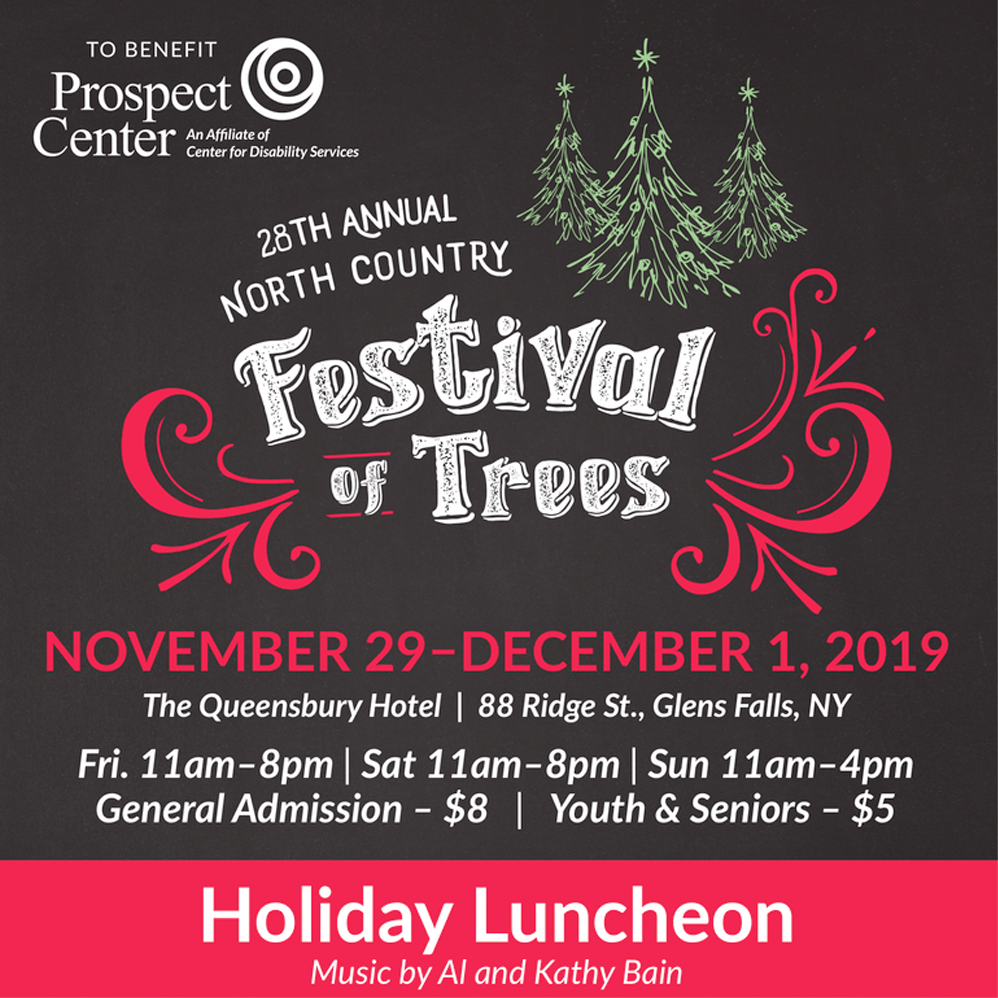 TO BENEFIT
Prospect
Center
An Affiliate of
Center for Disability Services
28TH ANNUAL
NORTH COUNTRY
Festival
of Trees
NOVEMBER 29–DECEMBER 1, 2019
The Queensbury Hotel | 88 Ridge St., Glens Falls, NY
Fri. 11am–8pm | Sat 11am–8pm | Sun 11am–4pm
General Admission – $8 | Youth & Seniors – $5
Holiday Luncheon
Music by Al and Kathy Bain